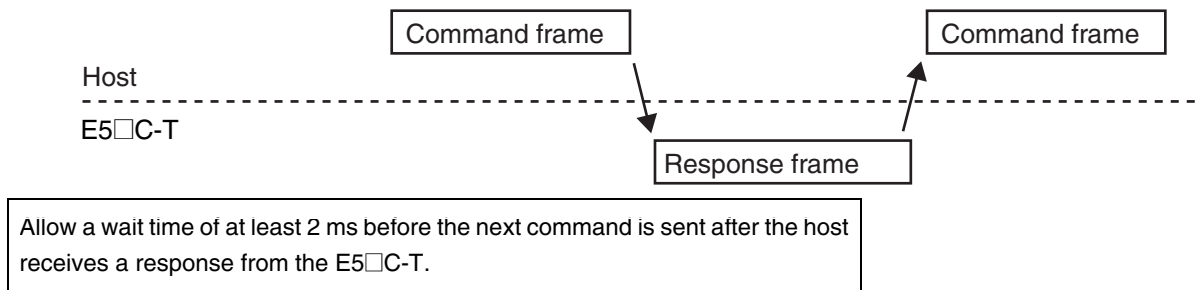 Command frame
Command frame
Host
E5□C-T
Response frame
Allow a wait time of at least 2 ms before the next command is sent after the host
receives a response from the E5□C-T.